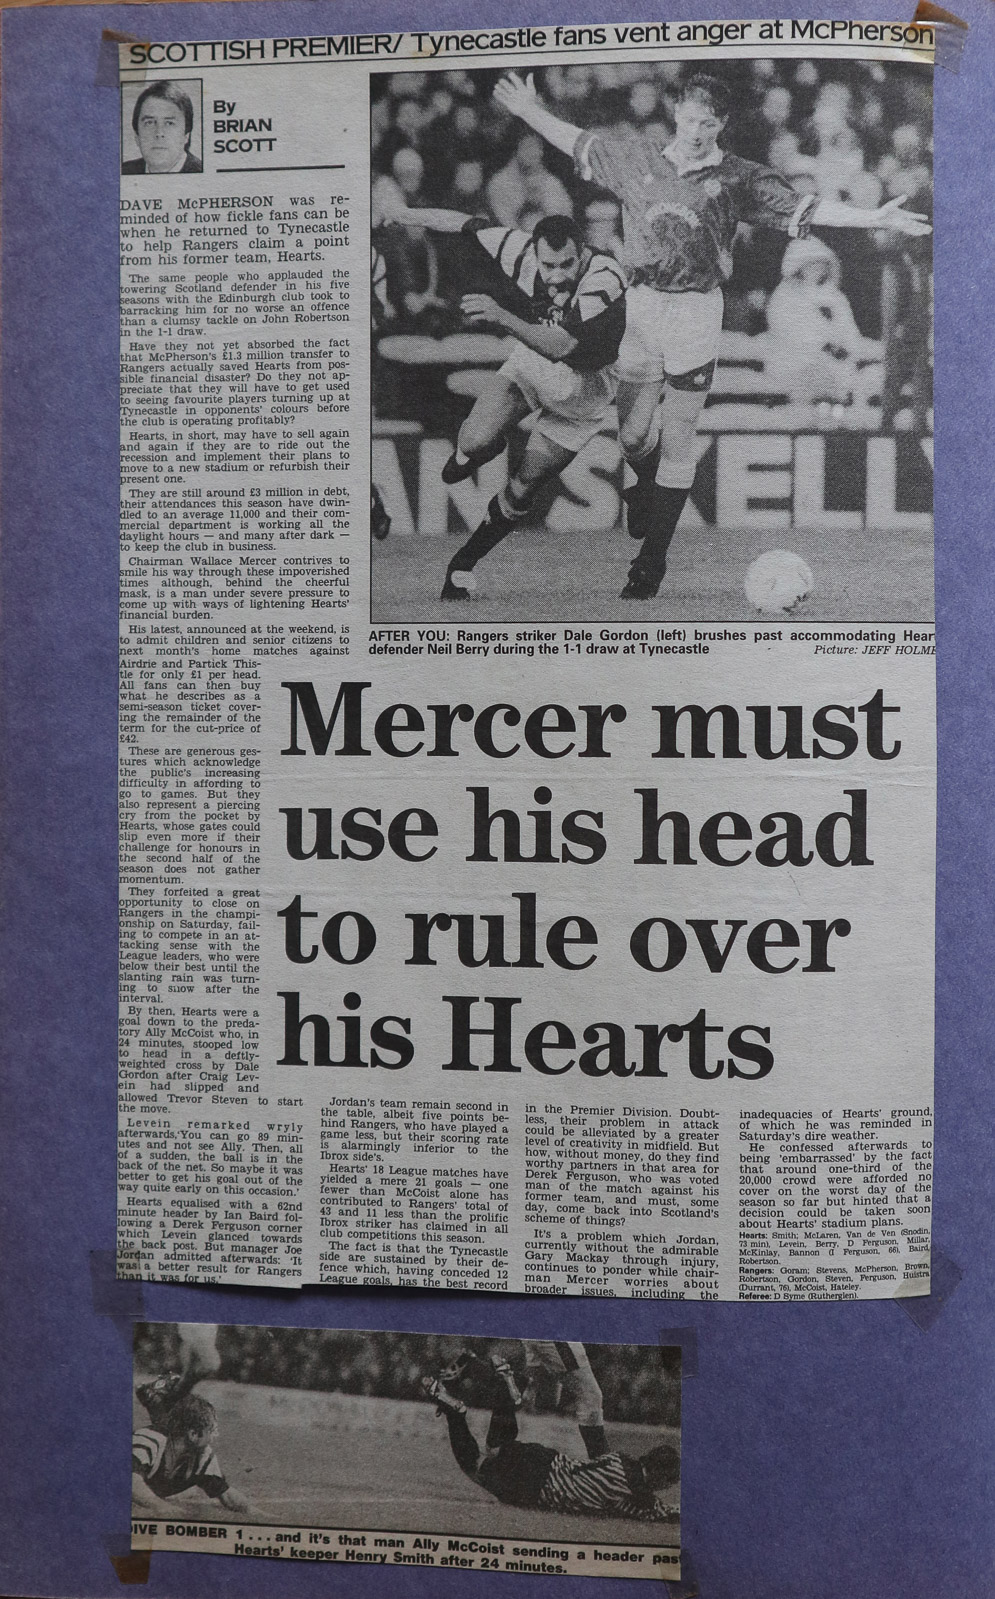 SCOTTISH PREMIER/ Tynecastle fans vent anger at McPherson
By
BRIAN
SCOTT
DAVE McPHERSON was re-
minded of how fickle fans can be
when he returned to Tynecastle
to help Rangers claim a point
from his former team, Hearts.
The same people who applauded the
towering Scotland defender in his five
seasons with the Edinburgh club took to
barracking him for no worse an offence
than a clumsy tackle on John Robertson
in the 1-1 draw.
Have they not yet absorbed the fact
that McPherson's £1.3 million transfer to
Rangers actually saved Hearts from pos-
sible financial disaster? Do they not ap-
preciate that they will have to get used
to seeing favourite players turning up at
Tynecastle in opponents' colours before
the club is operating profitably?
Hearts, in short, may have to sell again
and again if they are to ride out the
recession and implement their plans to
move to a new stadium or refurbish their
present one.
They are still around £3 million in debt,
their attendances this season have dwin-
dled to an average 11,000 and their com-
mercial department is working all the
daylight hours — and many after dark —
to keep the club in business.
Chairman Wallace Mercer contrives to
smile his way through these impoverished
times although, behind the cheerful
mask, is a man under severe pressure to
come up with ways of lightening Hearts'
financial burden.
His latest, announced at the weekend, is
to admit children and senior citizens to
next month's home matches against
Airdrie and Partick This-
tle for only £1 per head.
All fans can then buy
what he describes as a
semi-season ticket cover-
ing the remainder of the
term for the cut-price of
£42.
These are generous ges-
tures which acknowledge
the public's increasing
difficulty in affording to
go to games. But they
also represent a piercing
cry from the pocket by
Hearts, whose gates could
slip even more if their
challenge for honours in
the second half of the
season does not gather
momentum.
They forfeited a great
opportunity to close on
Rangers in the champi-
onship on Saturday, fail-
ing to compete in an at-
tacking sense with the
League leaders, who were
below their best until the
slanting rain was turn-
ing to snow after the
interval.
By then, Hearts were a
goal down to the preda-
tory Ally McCoist who, in
24 minutes, stooped low
to head in a deftly-
weighted cross by Dale
Gordon after Craig Lev-
ein had slipped and
allowed Trevor Steven to start
the move.
Levein remarked wryly
afterwards,'You can go 89 min-
utes and not see Ally. Then, all
of a sudden, the ball is in the
back of the net. So maybe it was
better to get his goal out of the
way quite early on this occasion.'
Hearts equalised with a 62nd
minute header by Ian Baird fol-
lowing a Derek Ferguson corner
which Levein glanced towards
the back post. But manager Joe
Jordan admitted afterwards: 'It
was a better result for Rangers
than it was for us.'
AMSWELL
AFTER YOU: Rangers striker Dale Gordon (left) brushes past accommodating Hear
defender Neil Berry during the 1-1 draw at Tynecastle
Picture: JEFF HOLME
Mercer must
use his head
to rule over
his Hearts
Jordan's team remain second in
the table, albeit five points be-
hind Rangers, who have played a
game less, but their scoring rate
is alarmingly inferior to the
Ibrox side's.
Hearts' 18 League matches have
yielded a mere 21 goals — one
fewer than McCoist alone has
contributed to Rangers' total of
43 and 11 less than the prolific
Ibrox striker has claimed in all
club competitions this season.
The fact is that the Tynecastle
side are sustained by their de-
fence which, having conceded 12
League goals, has the best record
in the Premier Division. Doubt-
less, their problem in attack
could be alleviated by a greater
level of creativity in midfield. But
how, without money, do they find
worthy partners in that area for
Derek Ferguson, who was voted
man of the match against his
former team, and must, some
day, come back into Scotland's
scheme of things?
It's a problem which Jordan,
currently without the admirable
Gary Mackay through injury,
continues to ponder while chair-
man Mercer worries about
broader issues, including the
inadequacies of Hearts' ground,
of which he was reminded in
Saturday's dire weather.
He confessed afterwards to
being 'embarrassed' by the fact
that around one-third of the
20,000 crowd were afforded no
cover on the worst day of the
season so far but hinted that a
decision could be taken soon
about Hearts' stadium plans.
Hearts: Smith; McLaren, Van de Ven (Snodin,
73 min), Levein, Berry, D Ferguson, Millar,
McKinlay, Bannon (I Ferguson, 66), Baird,
Robertson.
Rangers: Goram; Stevens, McPherson, Brown,
Robertson, Gordon, Steven, Ferguson, Huistra
(Durrant, 76), McCoist, Hateley.
Referee: D Syme (Rutherglen).
IVE BOMBER 1 . . . and it's that man Ally McCoist sending a header pas
Hearts' keeper Henry Smith after 24 minutes.